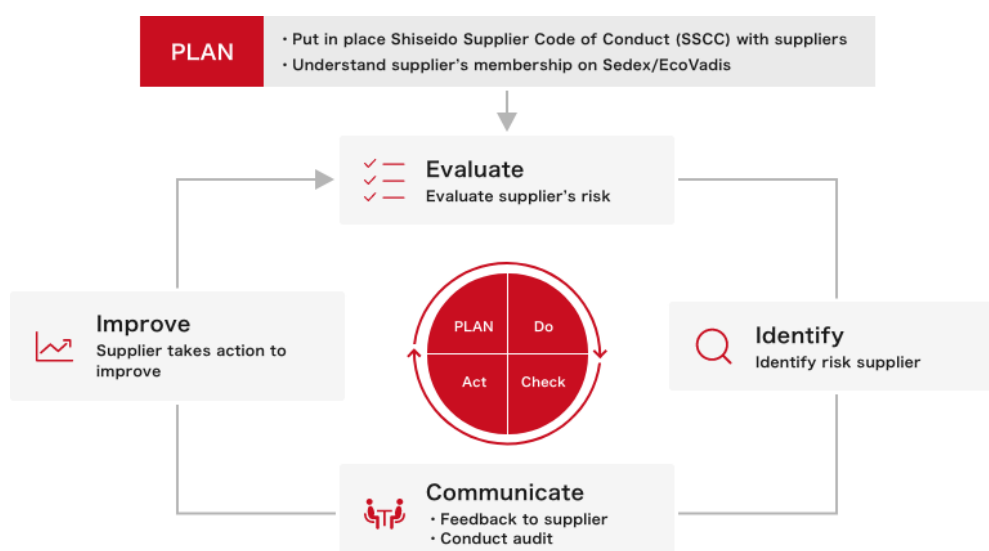 PLAN
・Put in place Shiseido Supplier Code of Conduct (SSCC) with suppliers
・Understand supplier's membership on Sedex/EcoVadis
Evaluate
Evaluate supplier's risk
Improve
Supplier takes action to
improve
PLAN
Do
Act
Check
Identify
Identify risk supplier
Communicate
・Feedback to supplier
・Conduct audit